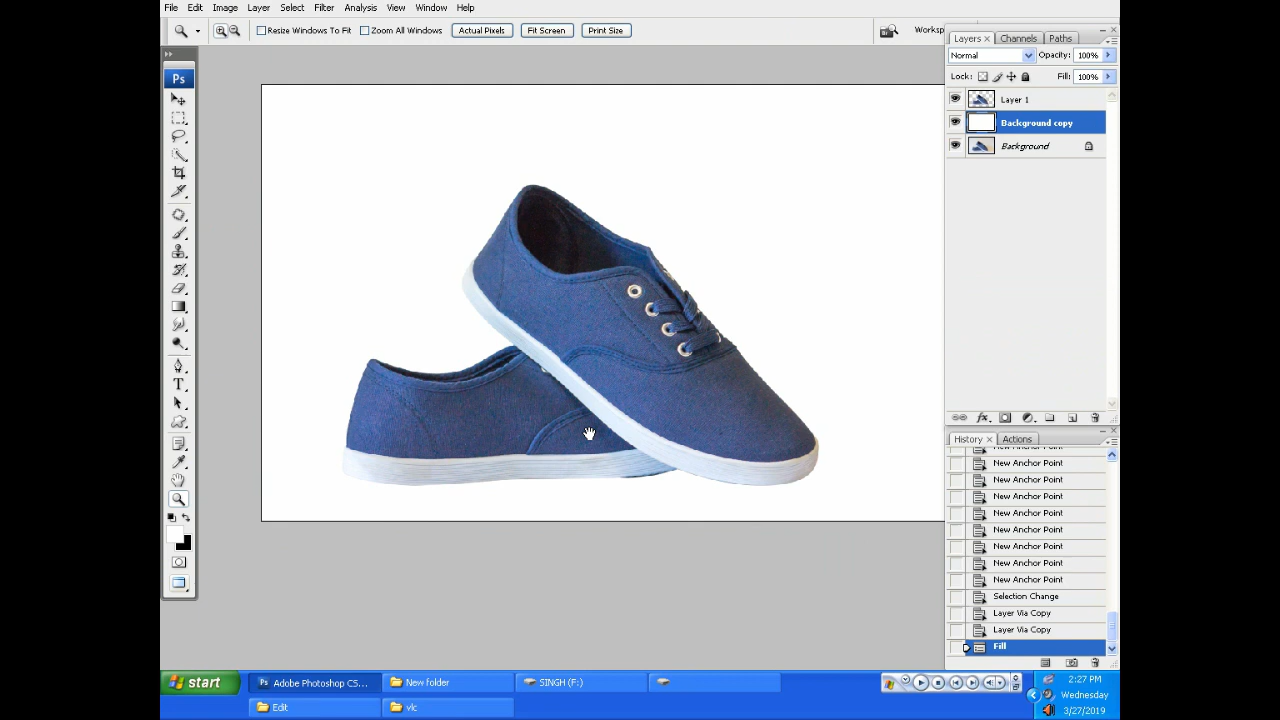 File Edit Image Layer Select Filter Analysis View Window Help
Resize Windows To Fit Zoom All Windows Actual Pixels Fit Screen Print Size
Ps
T
Layers × Channels Paths
Normal Opacity: 100%
Lock: Fill: 100%
Layer 1
Background copy
Background
fx
History × Actions
New Anchor Point
New Anchor Point
New Anchor Point
New Anchor Point
New Anchor Point
New Anchor Point
New Anchor Point
New Anchor Point
Selection Change
Layer Via Copy
Layer Via Copy
Fill
start
Ps Adobe Photoshop CS...
New folder
SINGH (F:)
Edit
vlc
2:27 PM
Wednesday
3/27/2019